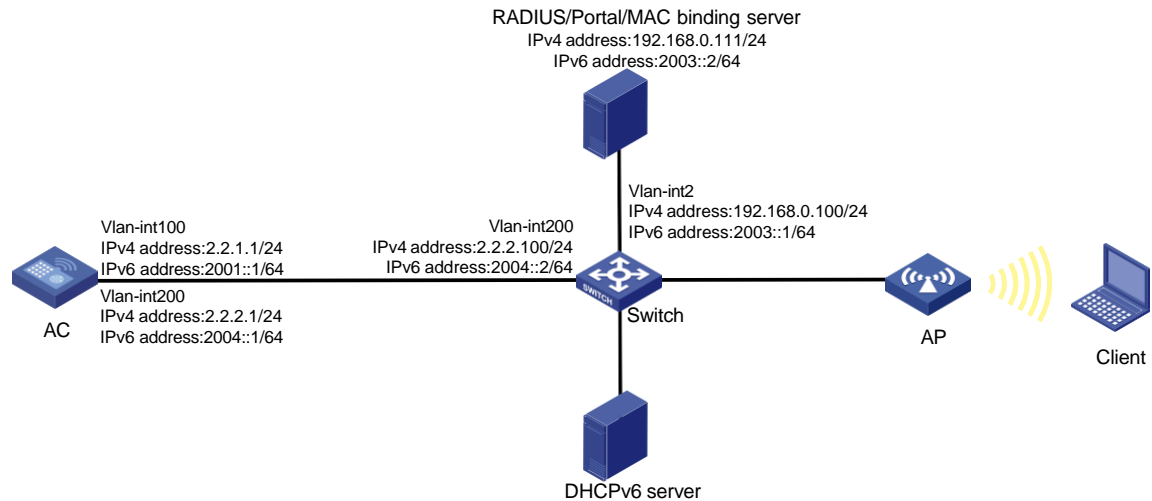 RADIUS/Portal/MAC binding server
IPv4 address:192.168.0.111/24
IPv6 address:2003::2/64
Vlan-int2
IPv4 address:192.168.0.100/24
IPv6 address:2003::1/64
Vlan-int100
IPv4 address:2.2.1.1/24
IPv6 address:2001::1/64
Vlan-int200
IPv4 address:2.2.2.100/24
IPv6 address:2004::2/64
Vlan-int200
IPv4 address:2.2.2.1/24
IPv6 address:2004::1/64
AC
SWITCH
Switch
AP
Client
DHCPv6 server